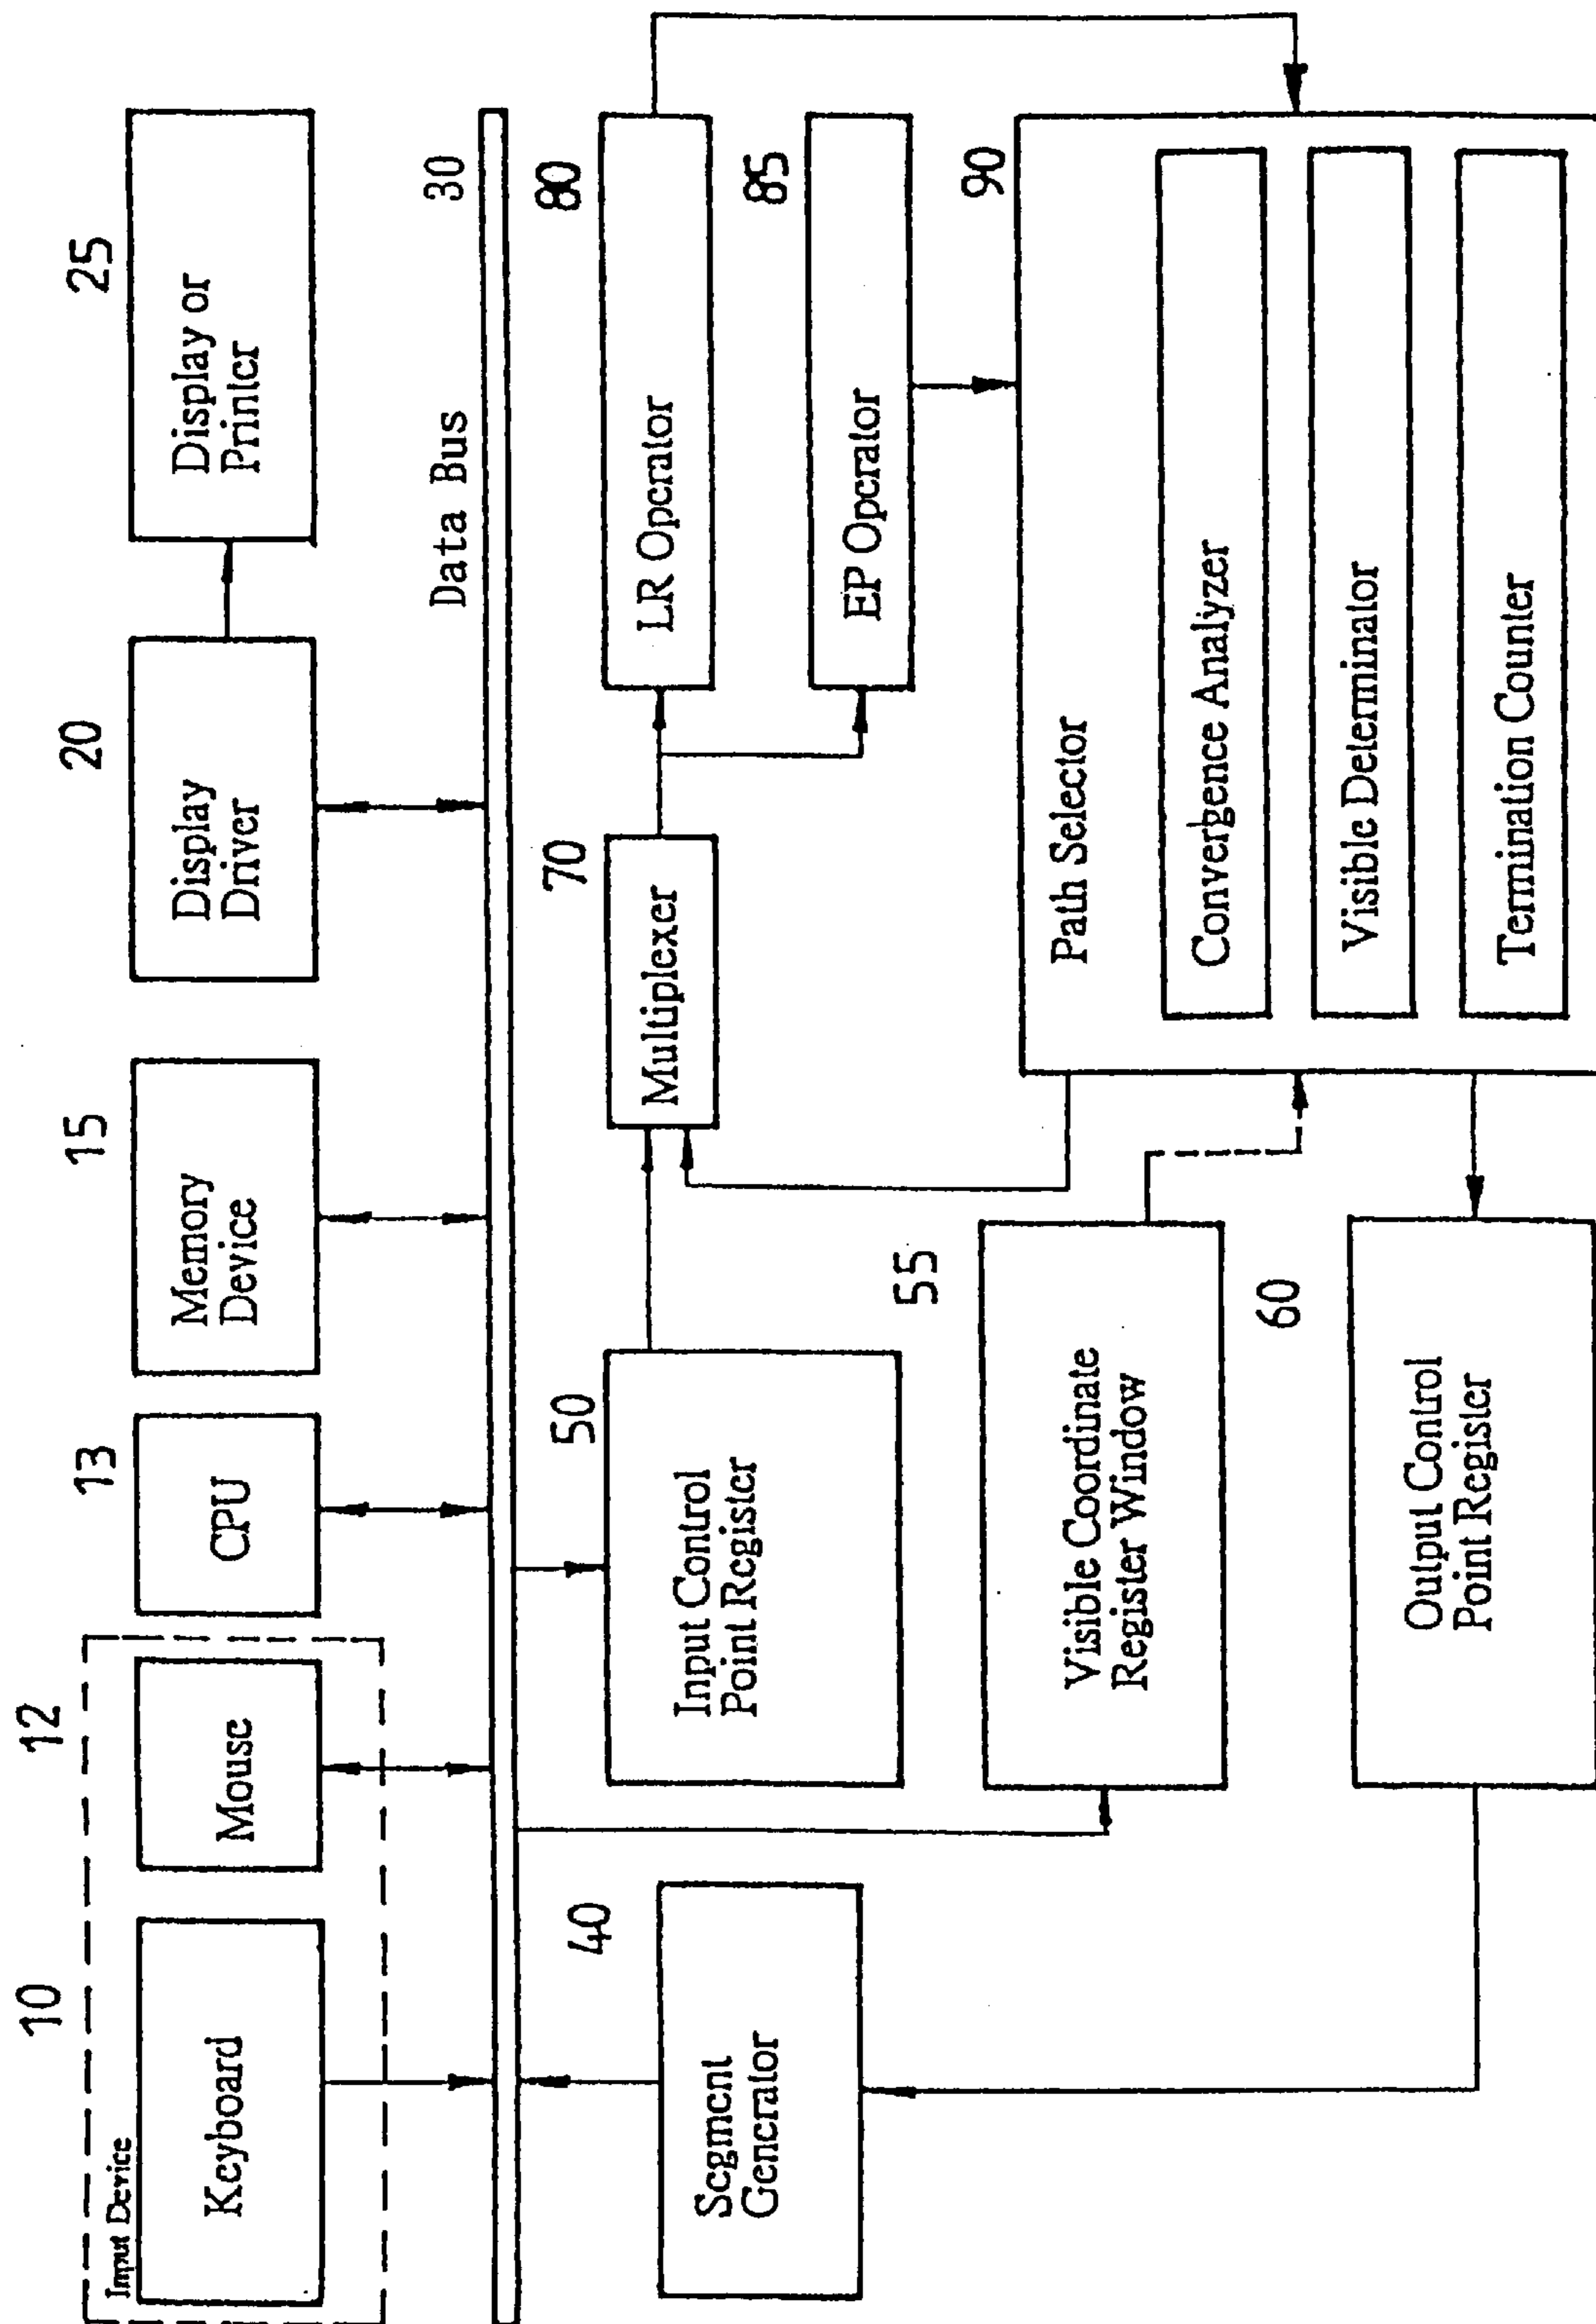 10
12
13
15
20
25
Input Device
Keyboard
Mouse
CPU
Memory
Device
Display
Driver
Display or
Printer
Data Bus
30
40
50
70
80
Segment
Generator
Input Control
Point Register
Multiplexer
LR Operator
85
EP Operator
55
90
Visible Coordinate
Register Window
Path Selector
Convergence Analyzer
Visible Determinator
Termination Counter
60
Output Control
Point Register